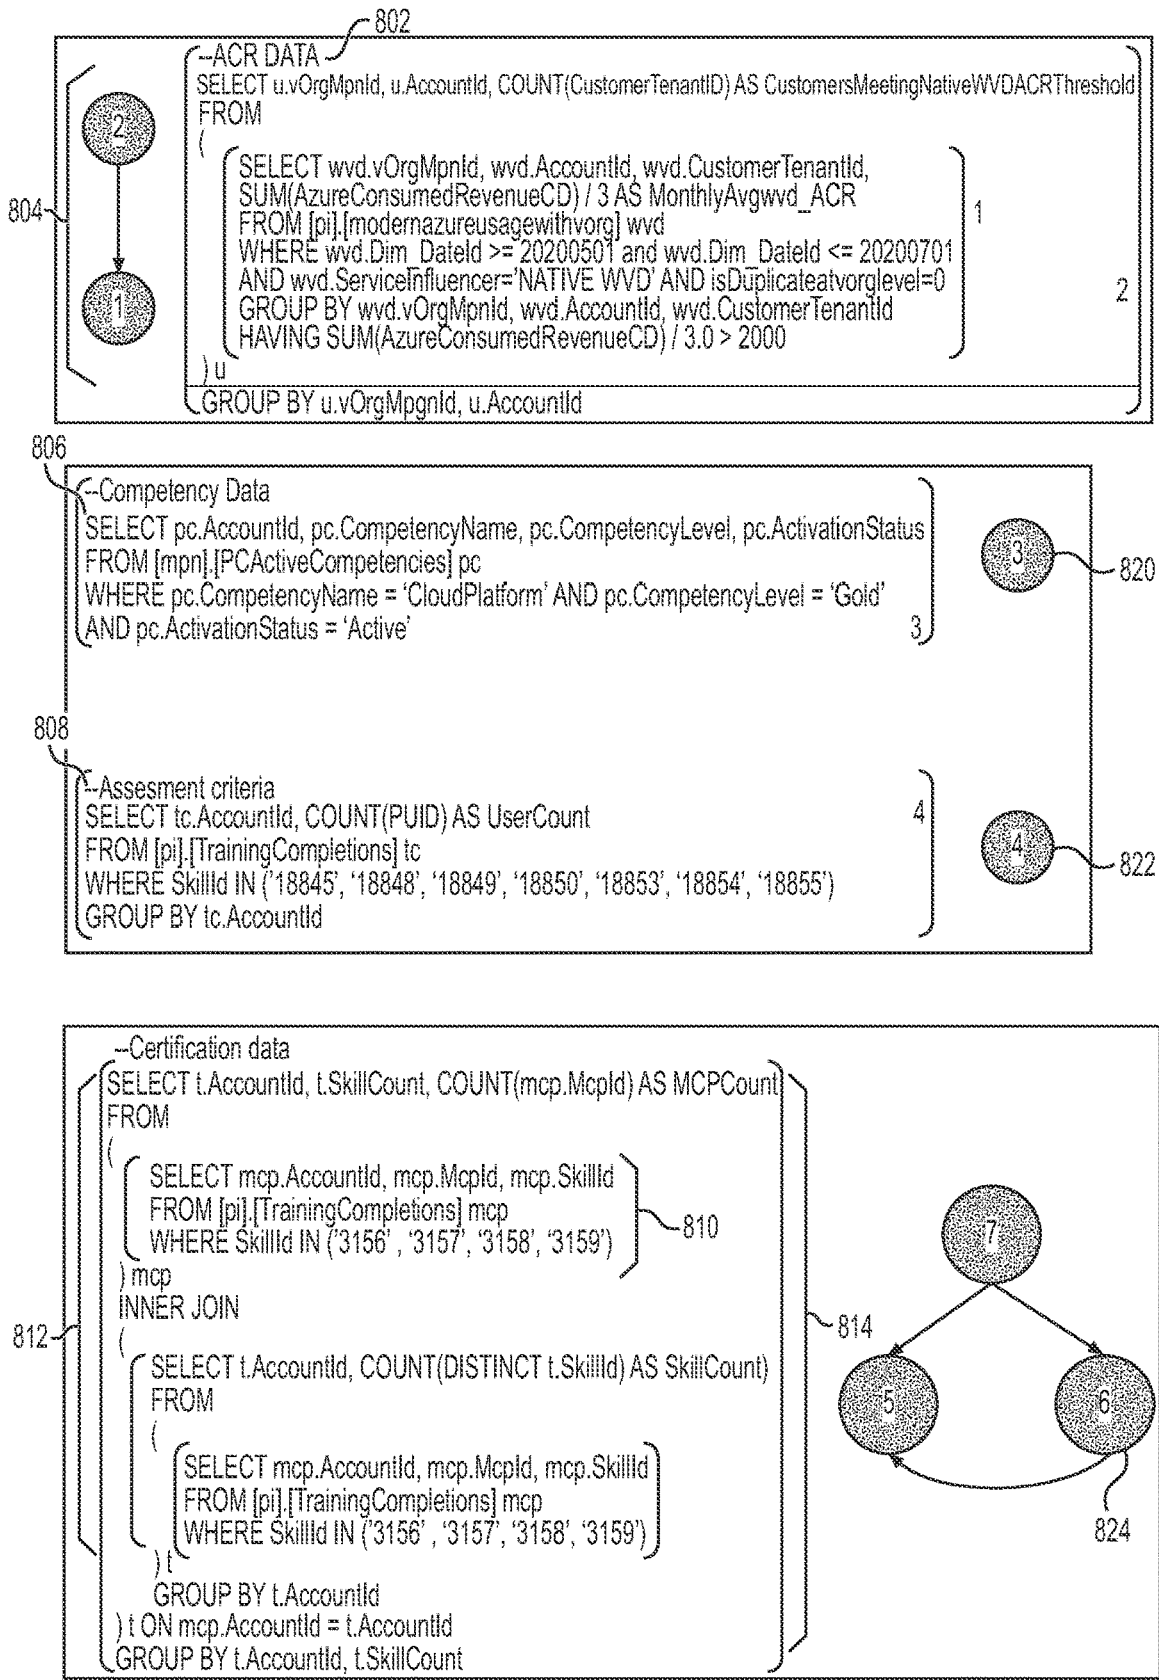 802
--ACR DATA
SELECT u.vOrgMpnId, u.AccountId, COUNT(CustomerTenantID) AS CustomersMeetingNativeWVDACRThreshold
FROM
(
SELECT wvd.vOrgMpnId, wvd.AccountId, wvd.CustomerTenantId,
SUM(AzureConsumedRevenueCD) / 3 AS MonthlyAvgwvd_ACR
FROM [pi].[modernazureusagewithvorg] wvd
WHERE wvd.Dim_DateId >= 20200501 and wvd.Dim_DateId <= 20200701
AND wvd.ServiceInfluencer='NATIVE WVD' AND isDuplicateatvorglevel=0
GROUP BY wvd.vOrgMpnId, wvd.AccountId, wvd.CustomerTenantId
HAVING SUM(AzureConsumedRevenueCD) / 3.0 > 2000
) u
GROUP BY u.vOrgMpgnId, u.AccountId
1
2
804
2
1
806
--Competency Data
SELECT pc.AccountId, pc.CompetencyName, pc.CompetencyLevel, pc.ActivationStatus
FROM [mpn].[PCActiveCompetencies] pc
WHERE pc.CompetencyName = 'CloudPlatform' AND pc.CompetencyLevel = 'Gold'
AND pc.ActivationStatus = 'Active'
3
3
820
808
--Assesment criteria
SELECT tc.AccountId, COUNT(PUID) AS UserCount
FROM [pi].[TrainingCompletions] tc
WHERE SkillId IN ('18845', '18848', '18849', '18850', '18853', '18854', '18855')
GROUP BY tc.AccountId
4
4
822
--Certification data
SELECT t.AccountId, t.SkillCount, COUNT(mcp.McpId) AS MCPCount
FROM
(
SELECT mcp.AccountId, mcp.McpId, mcp.SkillId
FROM [pi].[TrainingCompletions] mcp
WHERE SkillId IN ('3156' , '3157', '3158', '3159')
) mcp
INNER JOIN
(
SELECT t.AccountId, COUNT(DISTINCT t.SkillId) AS SkillCount)
FROM
(
SELECT mcp.AccountId, mcp.McpId, mcp.SkillId
FROM [pi].[TrainingCompletions] mcp
WHERE SkillId IN ('3156' , '3157', '3158', '3159')
) t
GROUP BY t.AccountId
) t ON mcp.AccountId = t.AccountId
GROUP BY t.AccountId, t.SkillCount
810
812
814
7
5
6
824